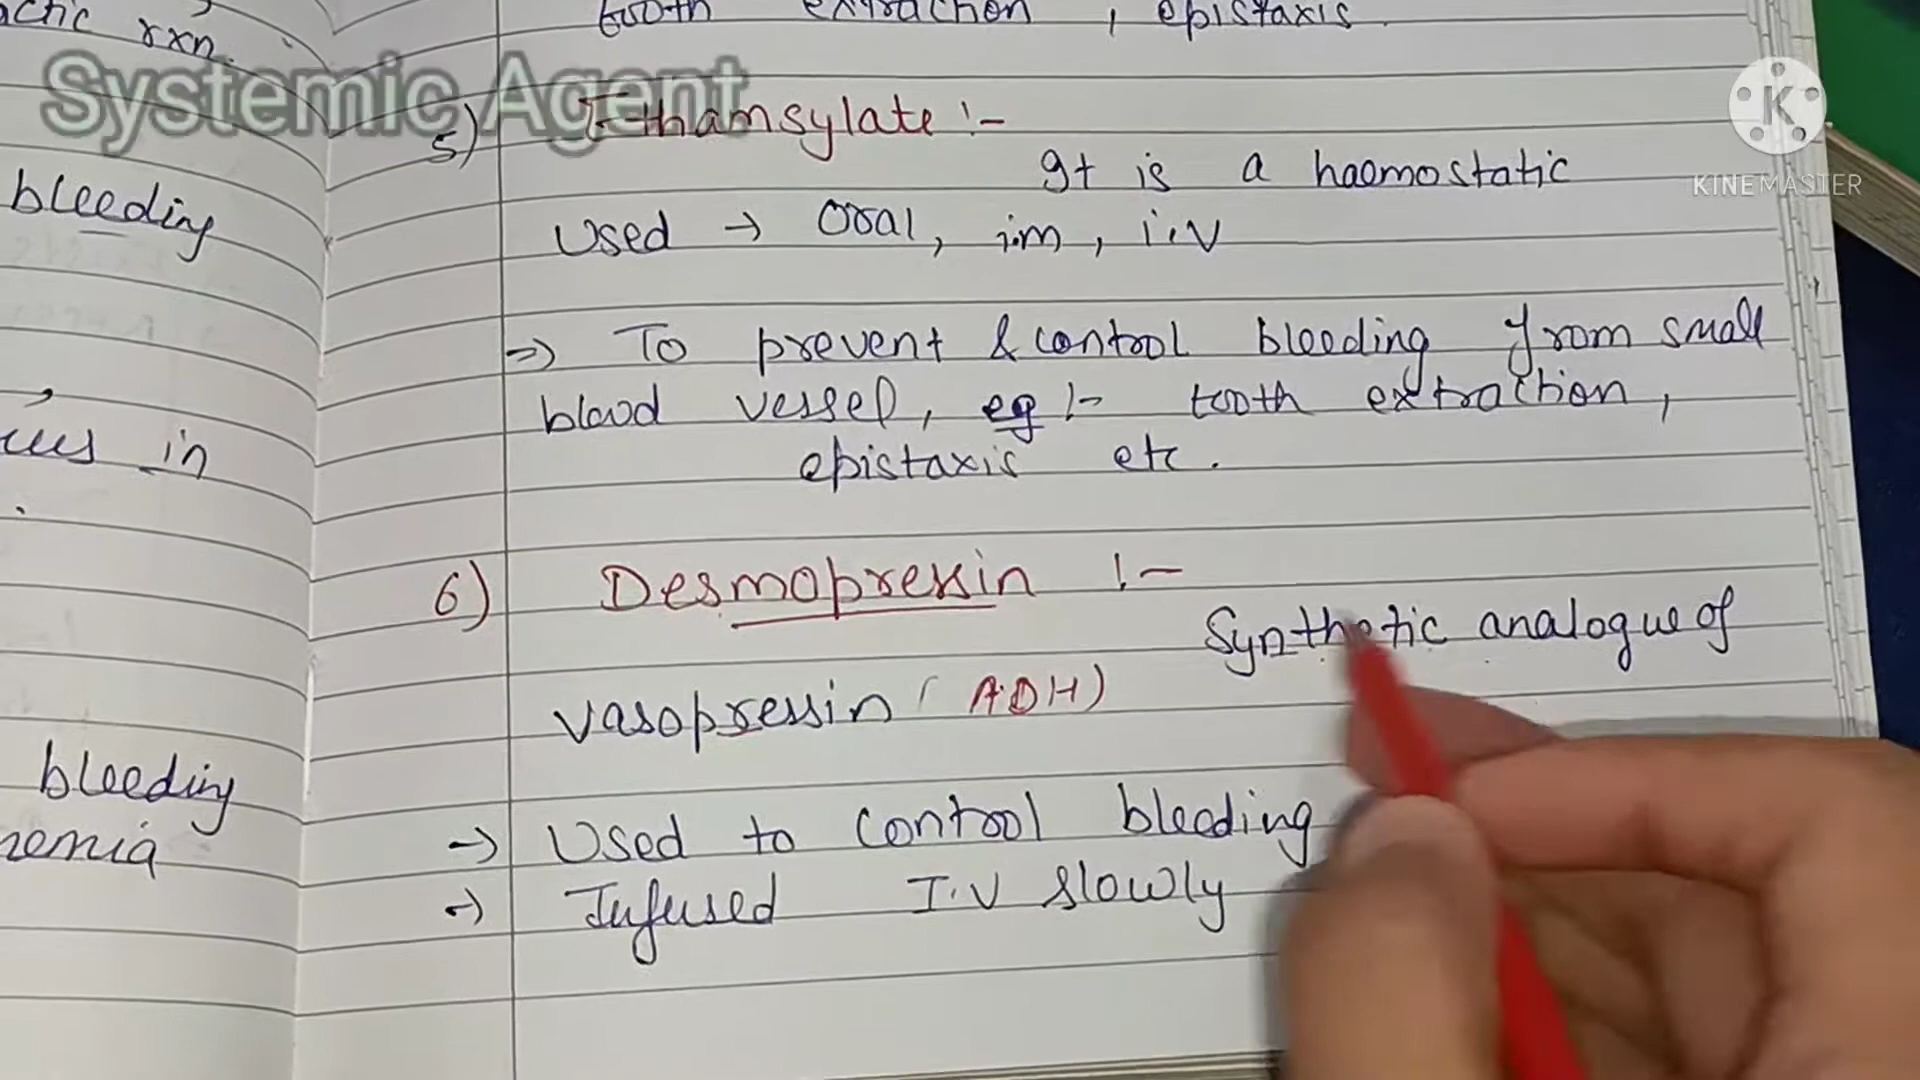 rxn.
tooth extraction, epistaxis.
Systemic Agent
KINEMASTER
5) Ethamsylate :-
It is a haemostatic
Used → Oral, i.m, i.v
⇒ To prevent & control bleeding from small
blood vessel, eg :- tooth extraction,
epistaxis etc.
6) Desmopressin :-
Synthetic analogue of
vasopressin (ADH)
→ Used to control bleeding
→ Infused I.V slowly
bleeding
in
bleeding